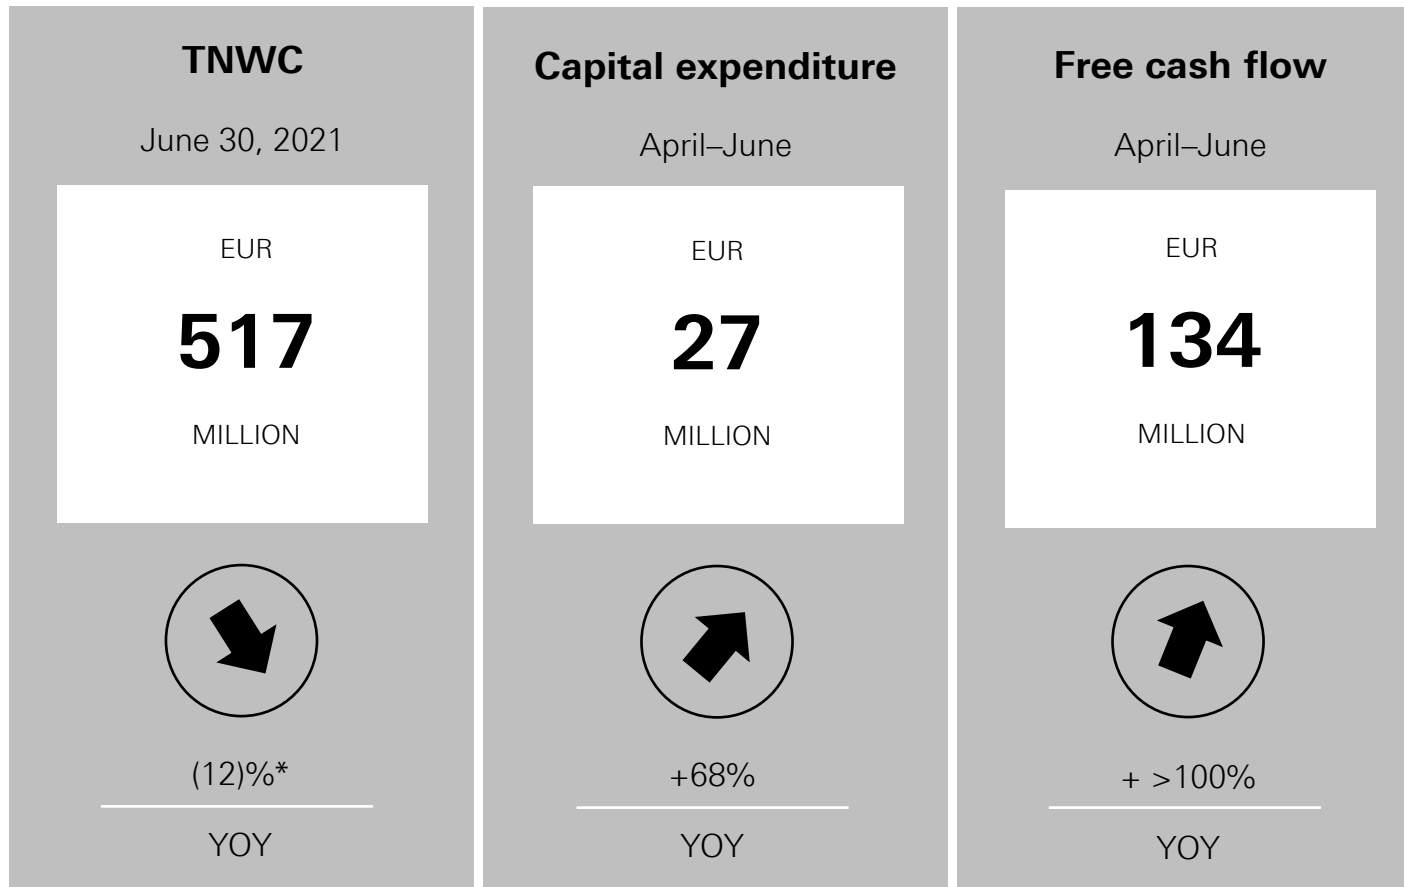 TNWC
June 30, 2021
EUR
517
MILLION
(12)%*
YOY
Capital expenditure
April–June
EUR
27
MILLION
+68%
YOY
Free cash flow
April–June
EUR
134
MILLION
+ >100%
YOY